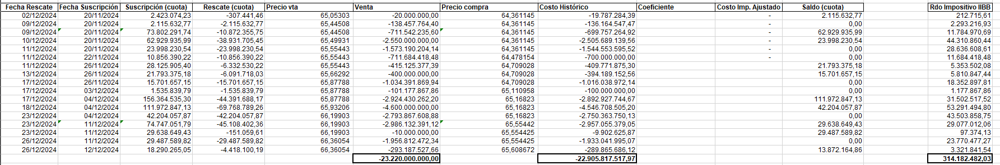 Fecha Rescate Fecha Suscripción Suscripción (cuota) Rescate (cuota) Precio vta Venta Precio compra Costo Histórico Coeficiente Costo Imp. Ajustado Saldo (cuota) Rdo Impositivo IIBB
02/12/2024 20/11/2024 2.423.074,23 -307.441,46 65,05303 -20.000.000,00 64,361145 -19.787.284,39 - 2.115.632,77 212.715,61
09/12/2024 20/11/2024 2.115.632,77 -2.115.632,77 65,44508 -138.457.764,40 64,361145 -136.164.547,47 - 0,00 2.293.216,93
09/12/2024 20/11/2024 73.802.291,74 -10.872.355,75 65,44508 -711.542.235,60 64,361145 -699.757.264,92 - 62.929.935,99 11.784.970,69
10/12/2024 20/11/2024 62.929.935,99 -38.931.705,45 65,49931 -2.550.000.000,00 64,361145 -2.505.689.139,56 - 23.998.230,54 44.310.860,44
11/12/2024 20/11/2024 23.998.230,54 -23.998.230,54 65,55443 -1.573.190.204,14 64,361145 -1.544.553.595,52 - 0,00 28.636.608,61
11/12/2024 22/11/2024 10.856.390,22 -10.856.390,22 65,55443 -711.684.418,48 64,478154 -700.000.000,00 - 0,00 11.684.418,48
11/12/2024 26/11/2024 28.125.905,40 -6.332.530,22 65,55443 -415.125.377,39 64,709028 -409.771.875,30 21.793.375,18 5.353.502,08
13/12/2024 26/11/2024 21.793.375,18 -6.091.718,03 65,66292 -400.000.000,00 64,709028 -394.189.152,56 15.701.657,15 5.810.847,44
17/12/2024 26/11/2024 15.701.657,15 -15.701.657,15 65,87788 -1.034.391.869,94 64,709028 -1.016.038.972,14 0,00 18.352.897,81
17/12/2024 03/12/2024 1.535.839,79 -1.535.839,79 65,87788 -101.177.867,86 65,110958 -100.000.000,00 0,00 1.177.867,86
17/12/2024 04/12/2024 156.364.535,30 -44.391.688,17 65,87788 -2.924.430.262,20 65,16823 -2.892.927.744,67 111.972.847,13 31.502.517,52
18/12/2024 04/12/2024 111.972.847,13 -69.768.789,26 65,93206 -4.600.000.000,00 65,16823 -4.546.708.505,20 42.204.057,87 53.291.494,80
23/12/2024 04/12/2024 42.204.057,87 -42.204.057,87 66,19903 -2.793.867.608,88 65,16823 -2.750.363.750,13 0,00 43.503.858,75
23/12/2024 11/12/2024 74.747.051,79 -45.108.402,36 66,19903 -2.986.132.391,12 65,55442 -2.957.055.379,05 29.638.649,43 29.077.012,06
23/12/2024 11/12/2024 29.638.649,43 -151.059,61 66,19903 -10.000.000,00 65,554425 -9.902.625,87 29.487.589,82 97.374,13
26/12/2024 11/12/2024 29.487.589,82 -29.487.589,82 66,36054 -1.956.812.472,34 65,554425 -1.933.041.995,07 0,00 23.770.477,27
26/12/2024 12/12/2024 18.290.265,05 -4.418.100,19 66,36054 -293.187.527,66 65,608672 -289.865.686,12 13.872.164,86 3.321.841,54
-23.220.000.000,00 -22.905.817.517,97 314.182.482,03